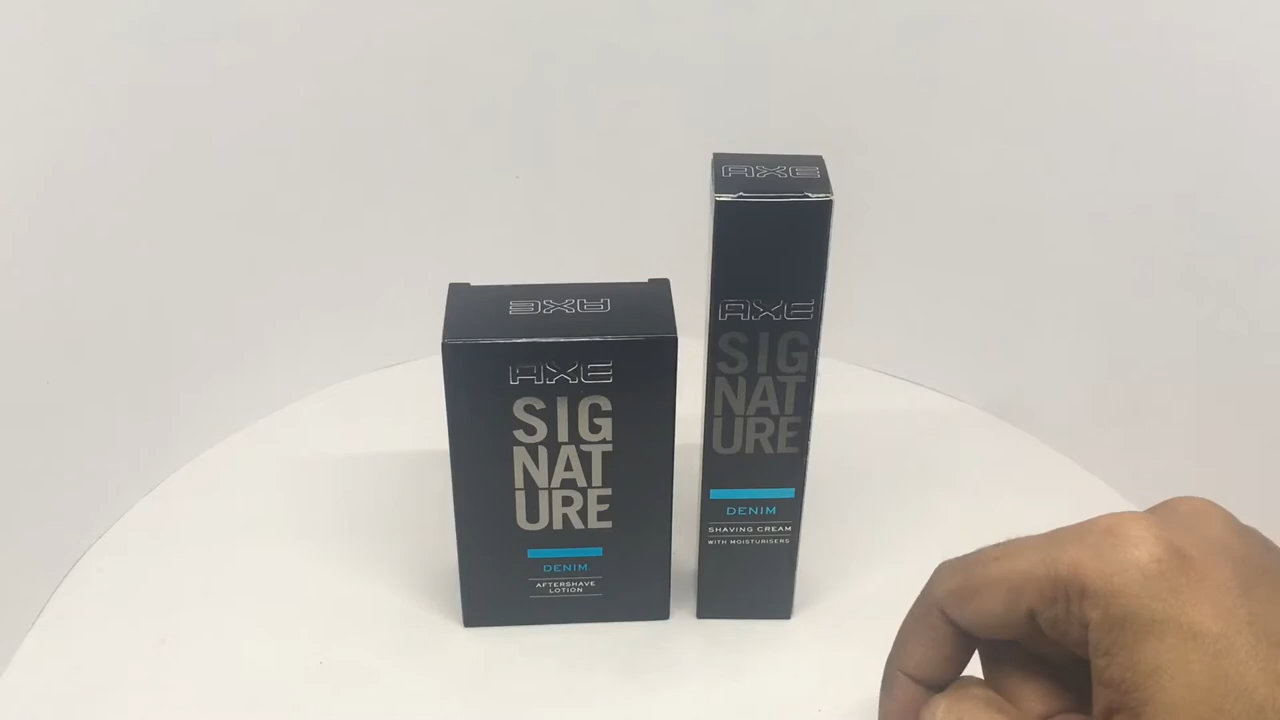 AXE
AXE
SIG
NAT
URE
DENIM
AFTERSHAVE
LOTION
AXE
AXE
SIG
NAT
URE
DENIM
SHAVING CREAM
WITH MOISTURISERS